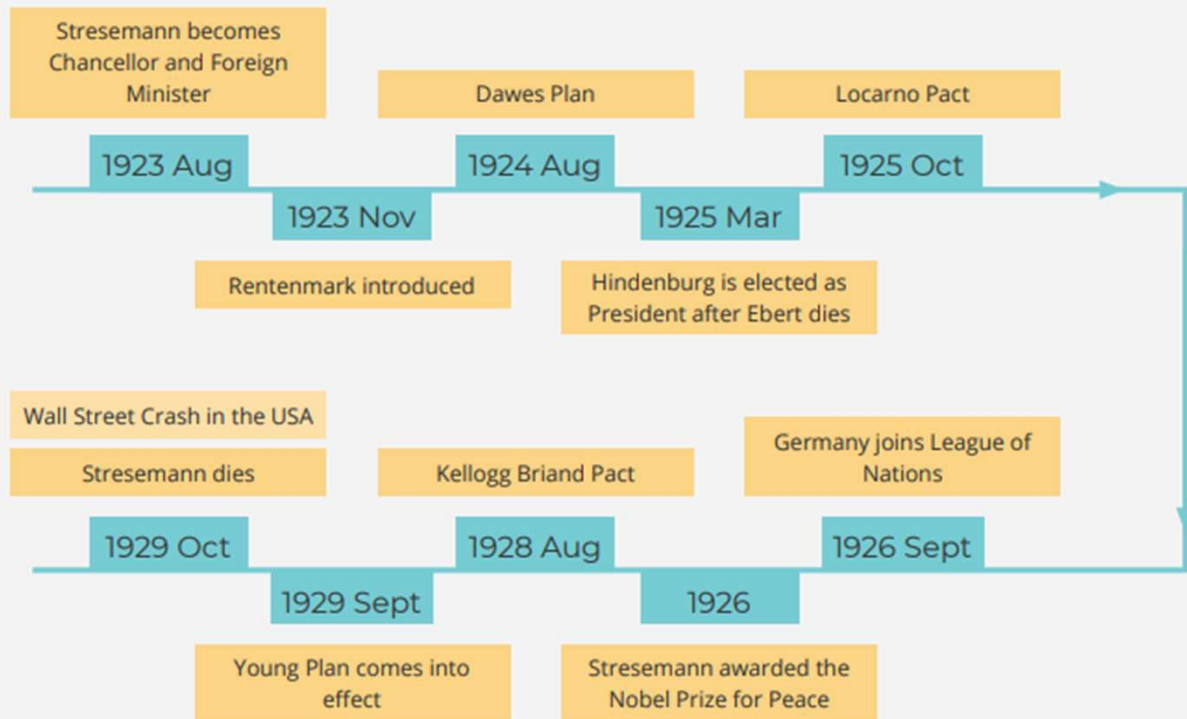 Stresemann becomes
Chancellor and Foreign
Minister
Dawes Plan
Locarno Pact
1923 Aug
1924 Aug
1925 Oct
1923 Nov
1925 Mar
Rentenmark introduced
Hindenburg is elected as
President after Ebert dies
Wall Street Crash in the USA
Stresemann dies
Kellogg Briand Pact
Germany joins League of
Nations
1929 Oct
1928 Aug
1926 Sept
1929 Sept
1926
Young Plan comes into
effect
Stresemann awarded the
Nobel Prize for Peace